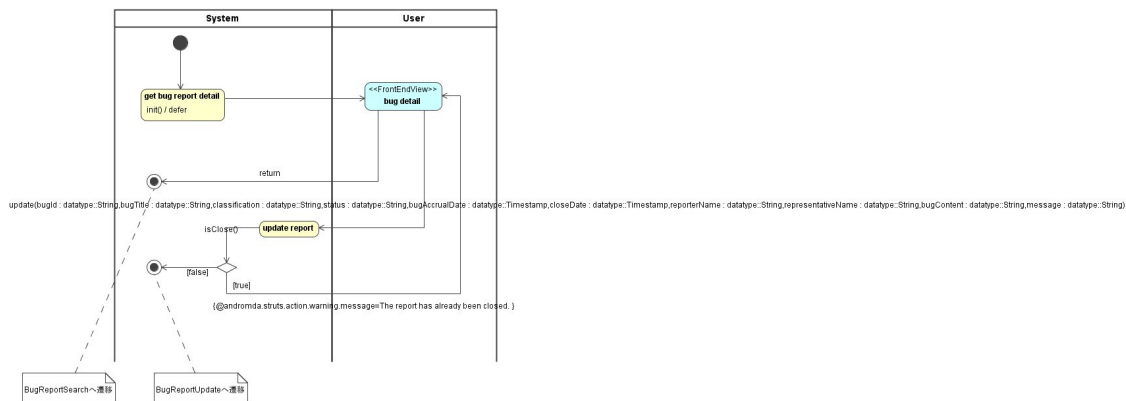 System
User
get bug report detail
init() / defer
<<FrontEndView>>
bug detail
return
update(bugId : datatype::String,bugTitle : datatype::String,classification : datatype::String,status : datatype::String,bugAccrualDate : datatype::Timestamp,closeDate : datatype::Timestamp,reporterName : datatype::String,representativeName : datatype::String,bugContent : datatype::String,message : datatype::String)
isClose()
update report
[false]
[true]
{@andromda.struts.action.warning.message=The report has already been closed. }
BugReportSearchへ遷移
BugReportUpdateへ遷移